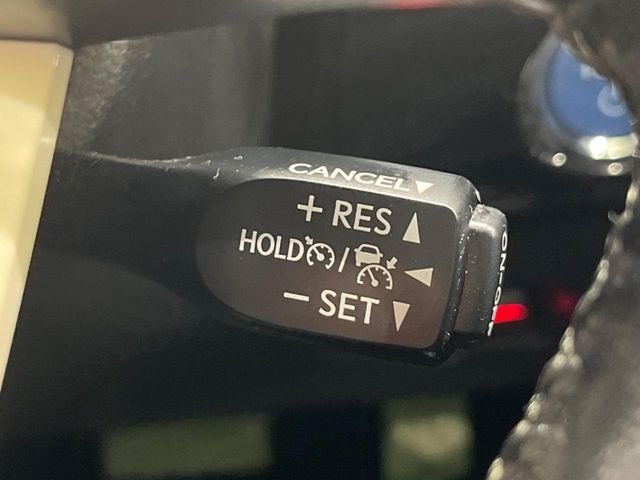 CANCEL▼
+ RES ▲
HOLD / ◀
− SET ▼
ON·OFF